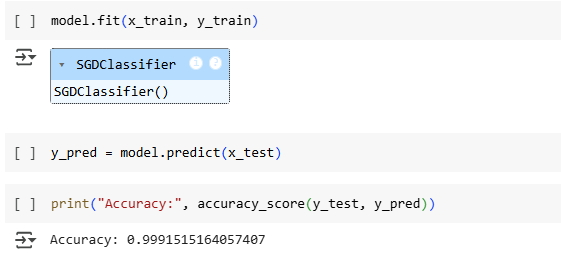 [ ] model.fit(x_train, y_train)
▾ SGDClassifier i ?
SGDClassifier()
[ ] y_pred = model.predict(x_test)
[ ] print("Accuracy:", accuracy_score(y_test, y_pred))
Accuracy: 0.9991515164057407